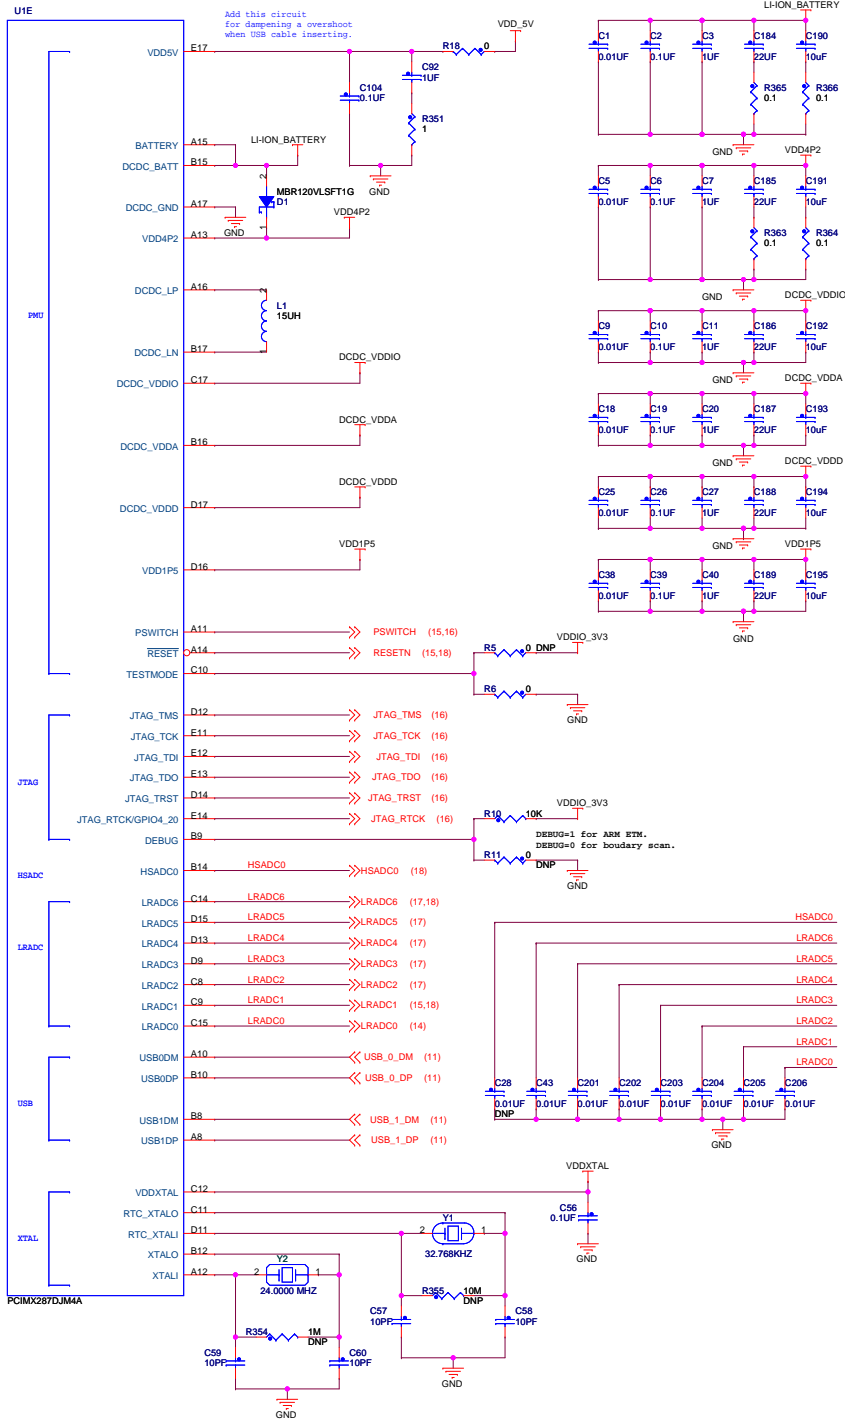 U1E
Add this circuit
for dampening a overshoot
when USB cable inserting.
VDD_5V
LI-ION_BATTERY
VDD5V E17
R18 0
C104
0.1UF
C92
1UF
R351
1
GND
C1
0.01UF
C2
0.1UF
C3
1UF
C184
22UF
C190
10uF
R365
0.1
R366
0.1
GND
BATTERY A15
DCDC_BATT B15
LI-ION_BATTERY
2
MBR120VLSFT1G
D1
1
DCDC_GND A17
GND
VDD4P2 A13
VDD4P2
VDD4P2
C5
0.01UF
C6
0.1UF
C7
1UF
C185
22UF
C191
10uF
R363
0.1
R364
0.1
GND
PMU
DCDC_LP A16
2
L1
15UH
1
DCDC_LN B17
DCDC_VDDIO C17
DCDC_VDDIO
DCDC_VDDIO
C9
0.01UF
C10
0.1UF
C11
1UF
C186
22UF
C192
10uF
GND
DCDC_VDDA B16
DCDC_VDDA
DCDC_VDDA
C18
0.01UF
C19
0.1UF
C20
1UF
C187
22UF
C193
10uF
GND
DCDC_VDDD D17
DCDC_VDDD
DCDC_VDDD
C25
0.01UF
C26
0.1UF
C27
1UF
C188
22UF
C194
10uF
GND
VDD1P5 D16
VDD1P5
VDD1P5
C38
0.01UF
C39
0.1UF
C40
1UF
C189
22UF
C195
10uF
GND
PSWITCH A11 PSWITCH (15,16)
RESET A14 RESETN (15,18)
TESTMODE C10
R5 0 DNP
VDDIO_3V3
R6 0
GND
JTAG
JTAG_TMS D12 JTAG_TMS (16)
JTAG_TCK E11 JTAG_TCK (16)
JTAG_TDI E12 JTAG_TDI (16)
JTAG_TDO E13 JTAG_TDO (16)
JTAG_TRST D14 JTAG_TRST (16)
JTAG_RTCK/GPIO4_20 E14 JTAG_RTCK (16)
DEBUG B9
R10 10K
VDDIO_3V3
DEBUG=1 for ARM ETM.
DEBUG=0 for boudary scan.
R11 0
DNP
GND
HSADC
HSADC0 B14 HSADC0 HSADC0 (18)
LRADC
LRADC6 C14 LRADC6 LRADC6 (17,18)
LRADC5 D15 LRADC5 LRADC5 (17)
LRADC4 D13 LRADC4 LRADC4 (17)
LRADC3 D9 LRADC3 LRADC3 (17)
LRADC2 C8 LRADC2 LRADC2 (17)
LRADC1 C9 LRADC1 LRADC1 (15,18)
LRADC0 C15 LRADC0 LRADC0 (14)
HSADC0
LRADC6
LRADC5
LRADC4
LRADC3
LRADC2
LRADC1
LRADC0
C28
0.01UF
DNP
C43
0.01UF
C201
0.01UF
C202
0.01UF
C203
0.01UF
C204
0.01UF
C205
0.01UF
C206
0.01UF
GND
USB
USB0DM A10 USB_0_DM (11)
USB0DP B10 USB_0_DP (11)
USB1DM B8 USB_1_DM (11)
USB1DP A8 USB_1_DP (11)
XTAL
VDDXTAL C12
VDDXTAL
C56
0.1UF
GND
RTC_XTALO C11
RTC_XTALI D11
2 Y1 1
32.768KHZ
XTALO B12
XTALI A12
2 Y2 1
24.0000 MHZ
R355 10M
DNP
C57
10PF
C58
10PF
GND
R354 1M
DNP
C59
10PF
C60
10PF
GND
PCIMX287DJM4A